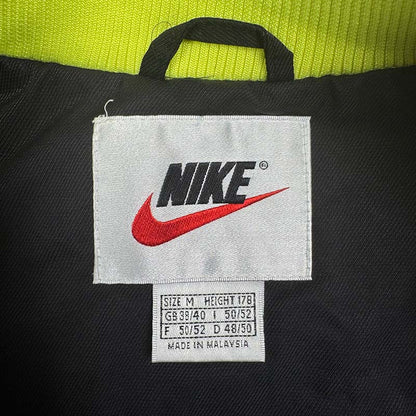 NIKE®
SIZE M HEIGHT 178
GB 38/40 I 50/52
F 50/52 D 48/50
MADE IN MALAYSIA